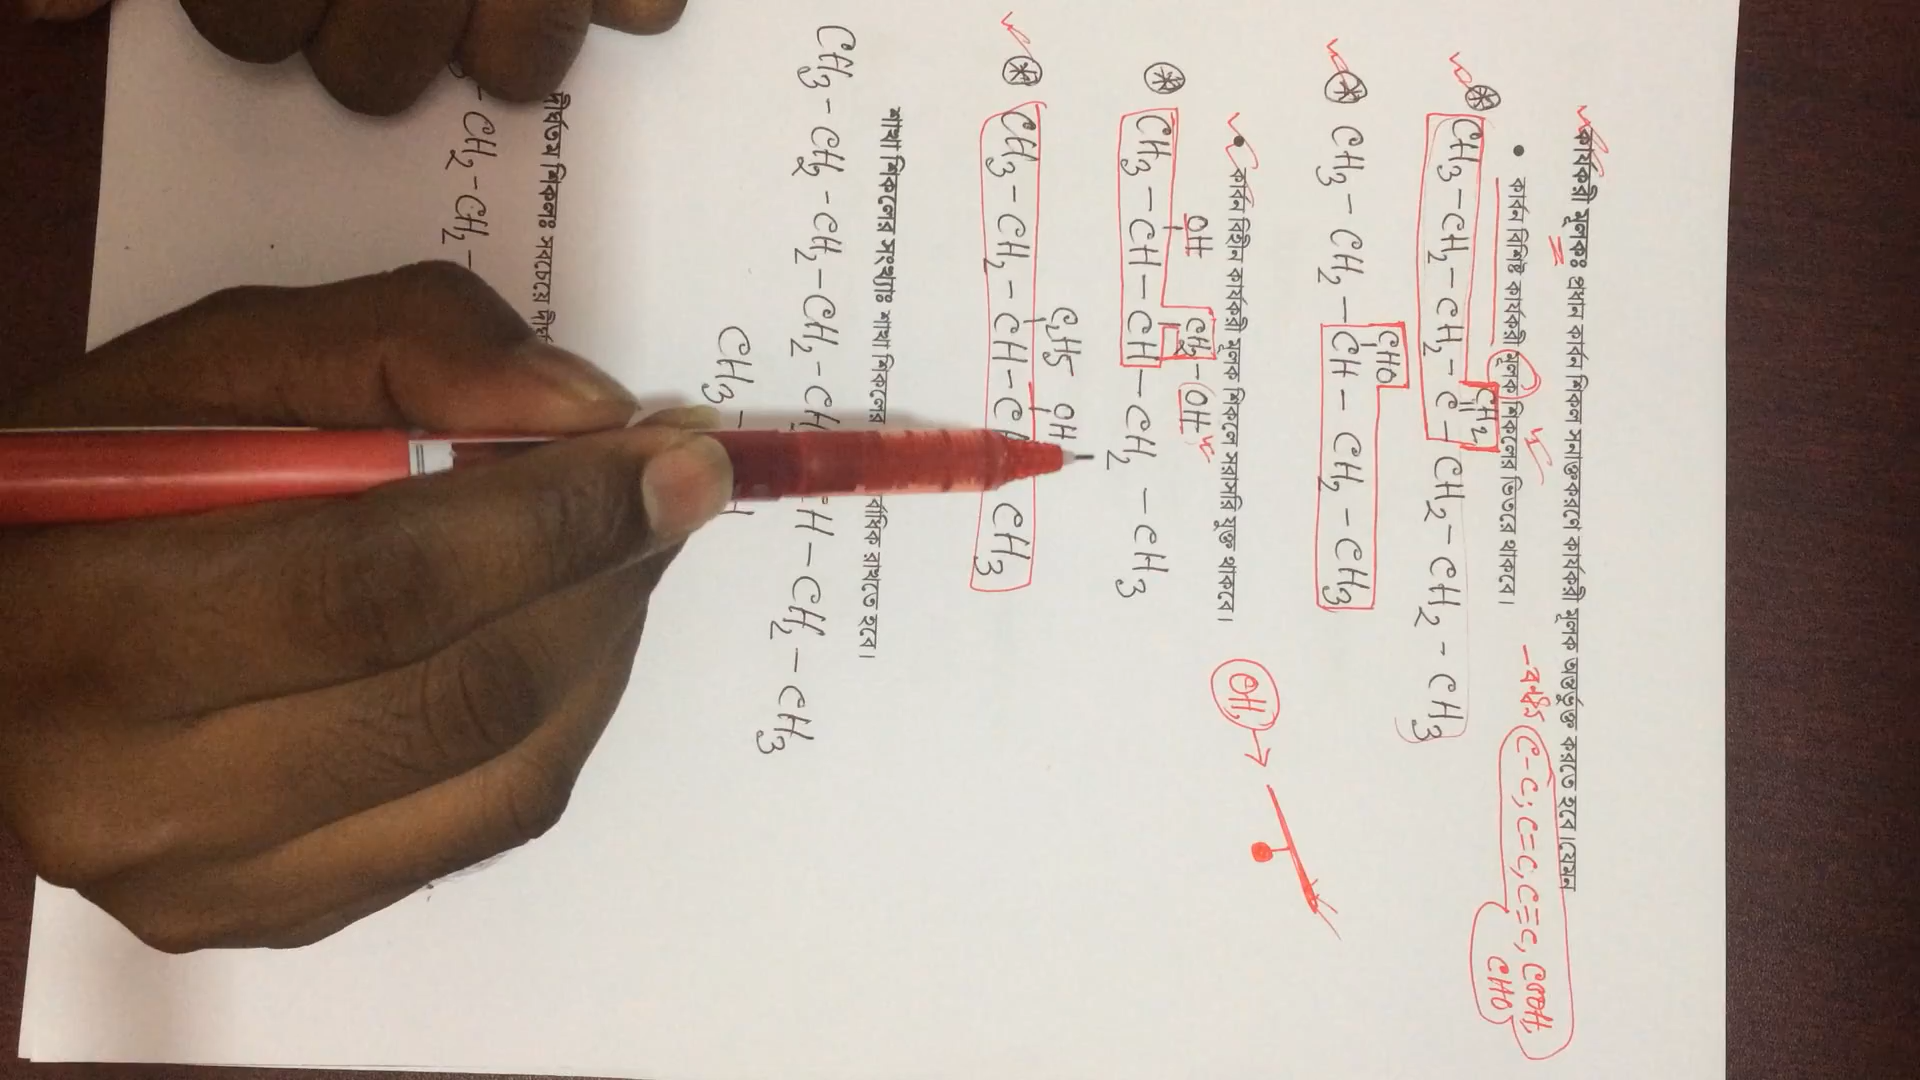 কার্যকরী মূলকঃ প্রধান কার্বন শিকল সনাক্তকরণে কার্যকরী মূলক অন্তর্ভুক্ত করতে হবে। যেমন
• কার্বন বিশিষ্ট কার্যকরী মূলক শিকলের ভিতরে থাকবে।
C-C, C=C, C≡C, COOH,
CHO
CH2
CH3-CH2-CH2-C-CH2-CH2-CH3
CHO
CH3-CH2-CH-CH2-CH3
• কার্বন বিহীন কার্যকরী মূলক শিকলে সরাসরি যুক্ত থাকবে।
OH CH2-OH
CH3-CH-CH-CH2-CH3
OH
C2H5 OH
CH3-CH2-CH-C CH3
শাখা শিকলের সংখ্যাঃ শাখা শিকলের রাখতে হবে।
CH3-CH2-CH2-CH2-CH-CH2-CH3
CH3-
দীর্ঘতম শিকলঃ সবচেয়ে
-CH2-CH2-